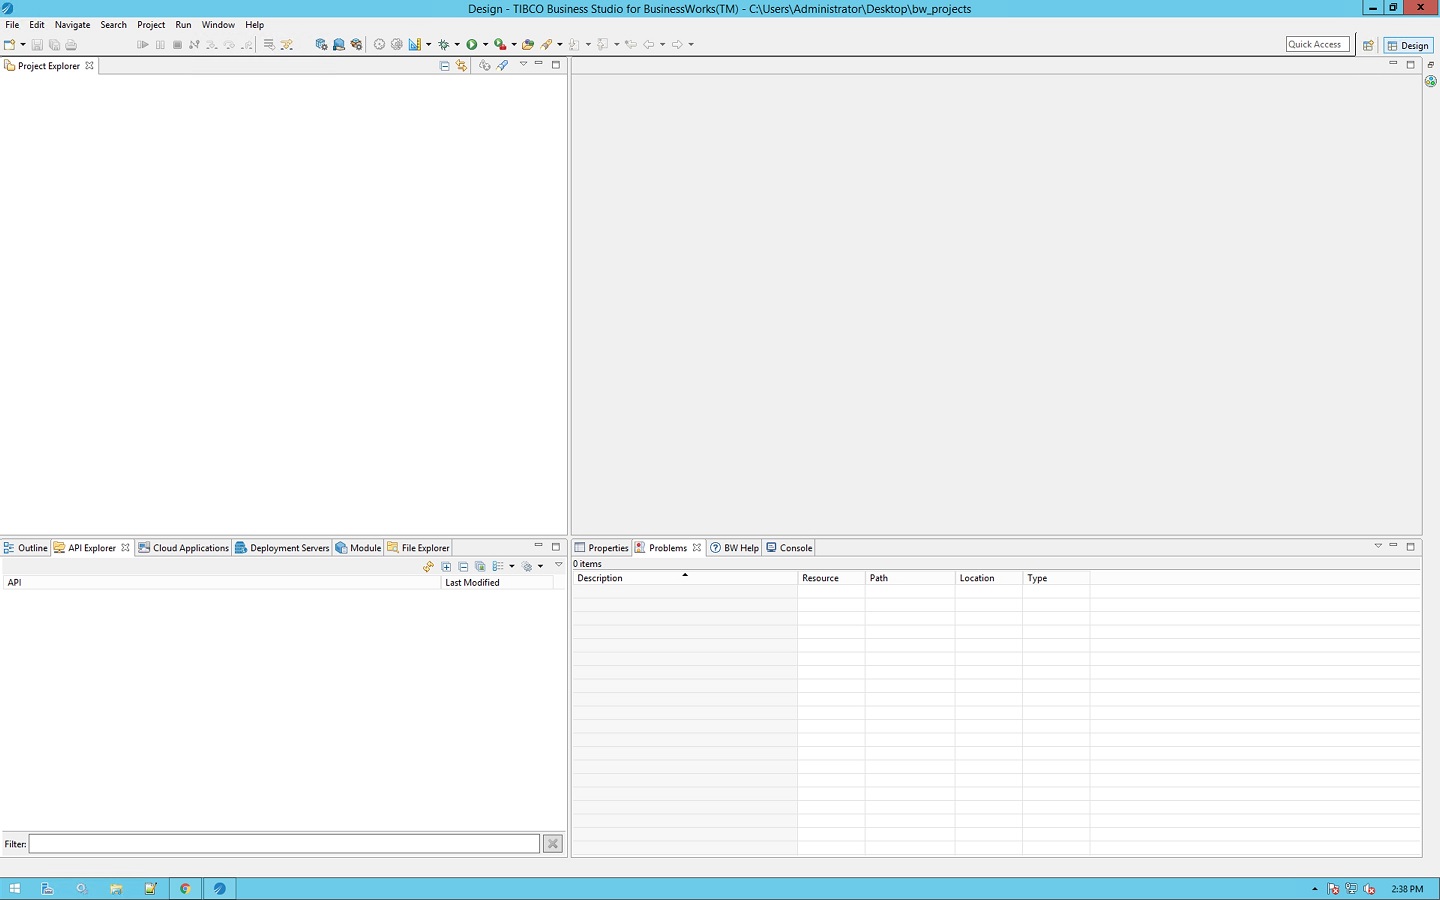 Design - TIBCO Business Studio for BusinessWorks(TM) - C:\Users\Administrator\Desktop\bw_projects
File Edit Navigate Search Project Run Window Help
Quick Access
Design
Project Explorer
Outline API Explorer Cloud Applications Deployment Servers Module File Explorer
API Last Modified
Filter:
Properties Problems BW Help Console
0 items
Description Resource Path Location Type
2:38 PM